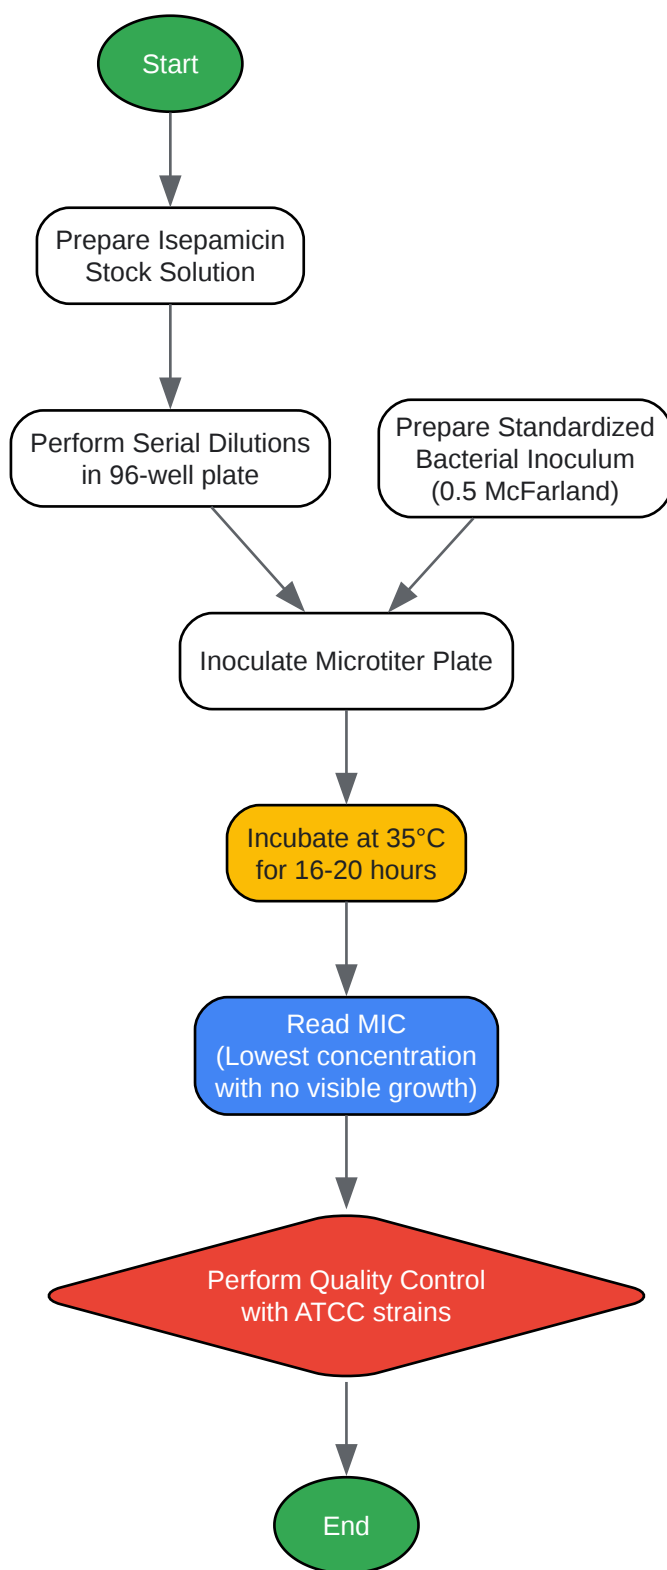 Start
Prepare Isepamicin
Stock Solution
Perform Serial Dilutions
in 96-well plate
Prepare Standardized
Bacterial Inoculum
(0.5 McFarland)
Inoculate Microtiter Plate
Incubate at 35°C
for 16-20 hours
Read MIC
(Lowest concentration
with no visible growth)
Perform Quality Control
with ATCC strains
End